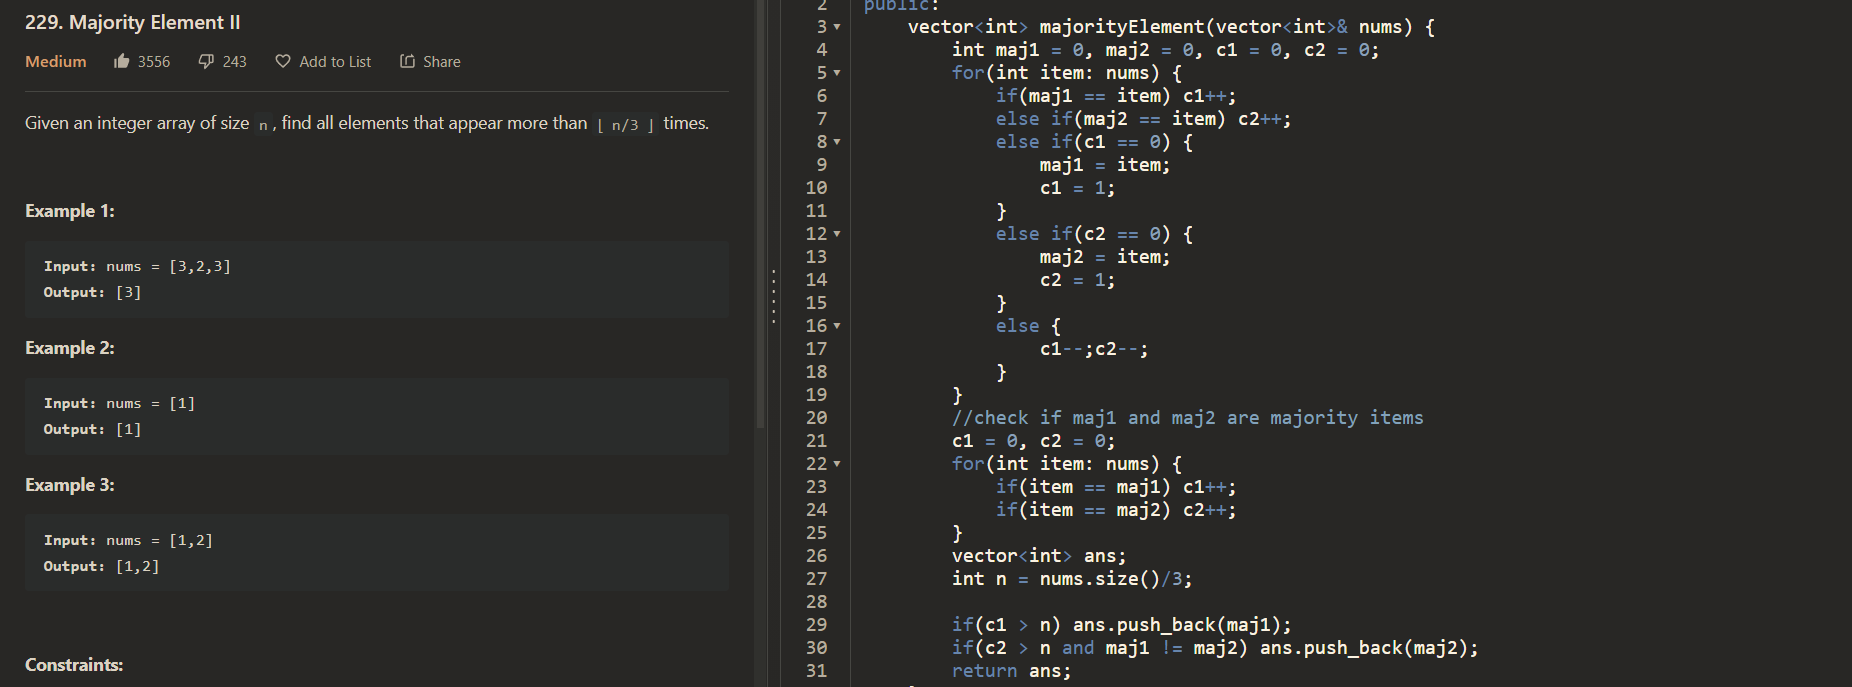 229. Majority Element II
Medium 3556 243 Add to List Share
Given an integer array of size n, find all elements that appear more than ⌊ n/3 ⌋ times.
Example 1:
Input: nums = [3,2,3]
Output: [3]
Example 2:
Input: nums = [1]
Output: [1]
Example 3:
Input: nums = [1,2]
Output: [1,2]
Constraints:
2 public:
3 vector<int> majorityElement(vector<int>& nums) {
4 int maj1 = 0, maj2 = 0, c1 = 0, c2 = 0;
5 for(int item: nums) {
6 if(maj1 == item) c1++;
7 else if(maj2 == item) c2++;
8 else if(c1 == 0) {
9 maj1 = item;
10 c1 = 1;
11 }
12 else if(c2 == 0) {
13 maj2 = item;
14 c2 = 1;
15 }
16 else {
17 c1--;c2--;
18 }
19 }
20 //check if maj1 and maj2 are majority items
21 c1 = 0, c2 = 0;
22 for(int item: nums) {
23 if(item == maj1) c1++;
24 if(item == maj2) c2++;
25 }
26 vector<int> ans;
27 int n = nums.size()/3;
28
29 if(c1 > n) ans.push_back(maj1);
30 if(c2 > n and maj1 != maj2) ans.push_back(maj2);
31 return ans;